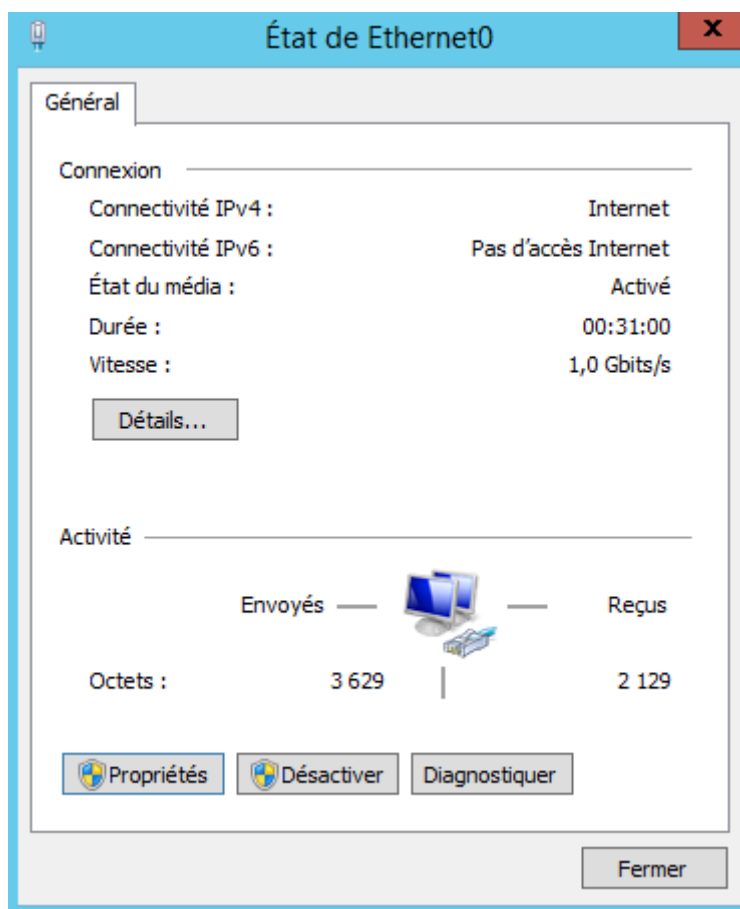 État de Ethernet0
x
Général
Connexion
Connectivité IPv4 : Internet
Connectivité IPv6 : Pas d'accès Internet
État du média : Activé
Durée : 00:31:00
Vitesse : 1,0 Gbits/s
Détails...
Activité
Envoyés Reçus
Octets : 3 629 2 129
Propriétés Désactiver Diagnostiquer
Fermer